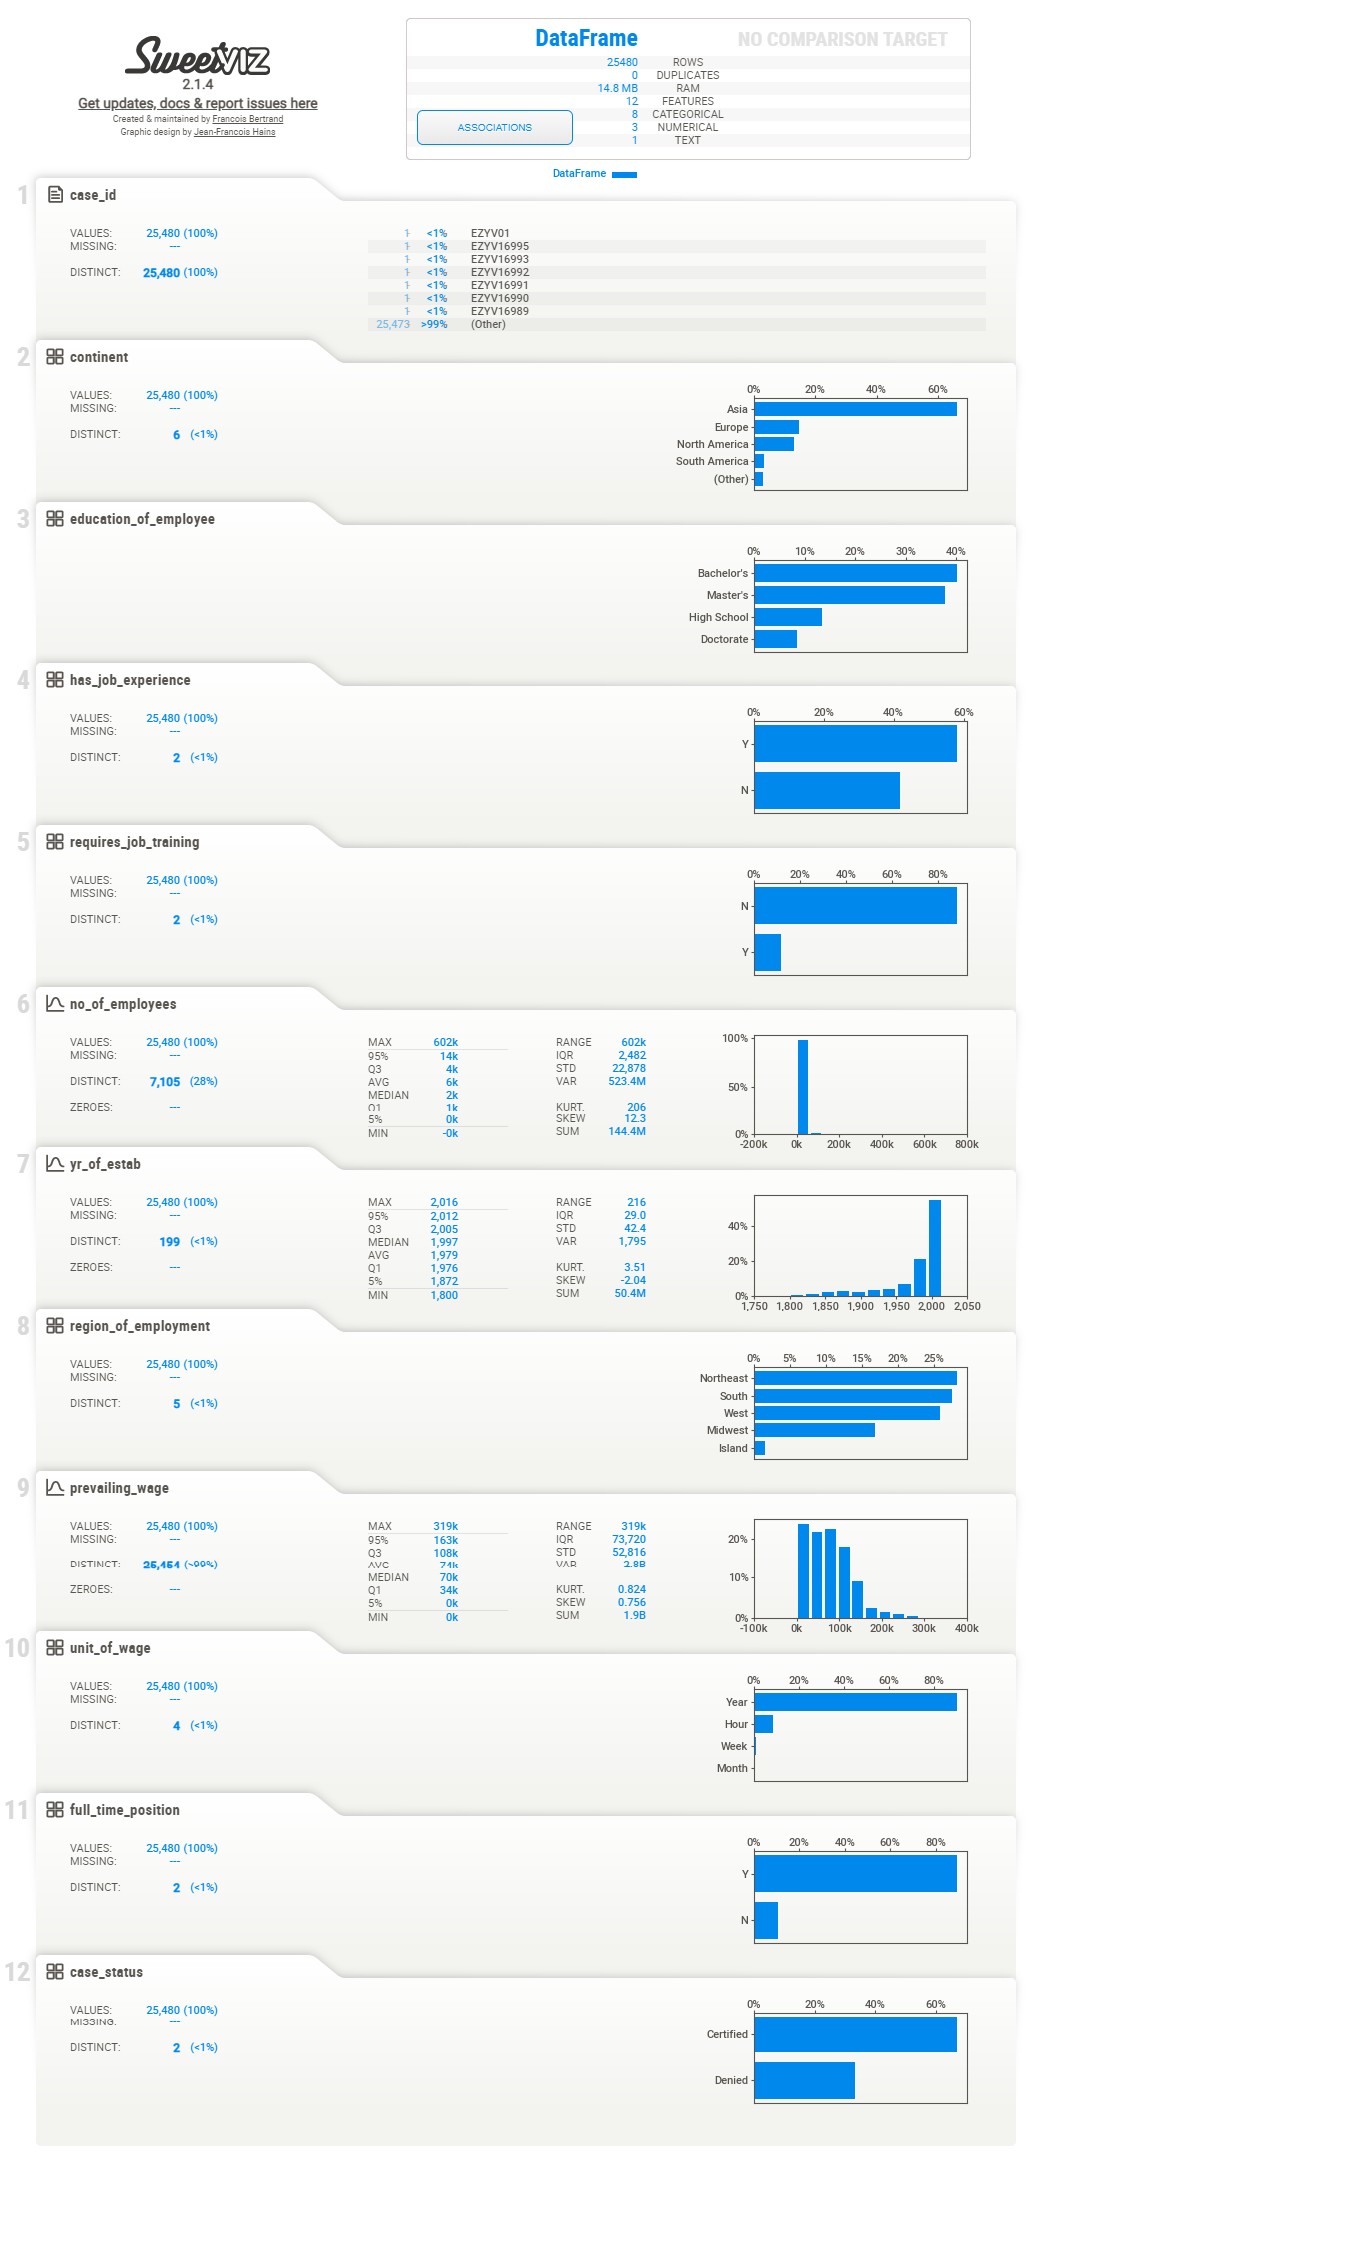 SweetVIZ
2.1.4
Get updates, docs & report issues here
Created & maintained by Francois Bertrand
Graphic design by Jean-Francois Hains
DataFrame NO COMPARISON TARGET
25480 ROWS
0 DUPLICATES
14.8 MB RAM
12 FEATURES
8 CATEGORICAL
3 NUMERICAL
1 TEXT
ASSOCIATIONS
DataFrame
1 case_id
VALUES: 25,480 (100%)
MISSING: ---
DISTINCT: 25,480 (100%)
1 <1% EZYV01
1 <1% EZYV16995
1 <1% EZYV16993
1 <1% EZYV16992
1 <1% EZYV16991
1 <1% EZYV16990
1 <1% EZYV16989
25,473 >99% (Other)
2 continent
VALUES: 25,480 (100%)
MISSING: ---
DISTINCT: 6 (<1%)
0% 20% 40% 60%
Asia
Europe
North America
South America
(Other)
3 education_of_employee
0% 10% 20% 30% 40%
Bachelor's
Master's
High School
Doctorate
4 has_job_experience
VALUES: 25,480 (100%)
MISSING: ---
DISTINCT: 2 (<1%)
0% 20% 40% 60%
Y
N
5 requires_job_training
VALUES: 25,480 (100%)
MISSING: ---
DISTINCT: 2 (<1%)
0% 20% 40% 60% 80%
N
Y
6 no_of_employees
VALUES: 25,480 (100%)
MISSING: ---
DISTINCT: 7,105 (28%)
ZEROES: ---
MAX 602k
95% 14k
Q3 4k
AVG 6k
MEDIAN 2k
Q1 1k
5% 0k
MIN -0k
RANGE 602k
IQR 2,482
STD 22,878
VAR 523.4M
KURT. 206
SKEW 12.3
SUM 144.4M
100%
50%
0%
-200k 0k 200k 400k 600k 800k
7 yr_of_estab
VALUES: 25,480 (100%)
MISSING: ---
DISTINCT: 199 (<1%)
ZEROES: ---
MAX 2,016
95% 2,012
Q3 2,005
MEDIAN 1,997
AVG 1,979
Q1 1,976
5% 1,872
MIN 1,800
RANGE 216
IQR 29.0
STD 42.4
VAR 1,795
KURT. 3.51
SKEW -2.04
SUM 50.4M
40%
20%
0%
1,750 1,800 1,850 1,900 1,950 2,000 2,050
8 region_of_employment
VALUES: 25,480 (100%)
MISSING: ---
DISTINCT: 5 (<1%)
0% 5% 10% 15% 20% 25%
Northeast
South
West
Midwest
Island
9 prevailing_wage
VALUES: 25,480 (100%)
MISSING: ---
DISTINCT: 25,454 (>99%)
ZEROES: ---
MAX 319k
95% 163k
Q3 108k
AVG 74k
MEDIAN 70k
Q1 34k
5% 0k
MIN 0k
RANGE 319k
IQR 73,720
STD 52,816
VAR 2.8B
KURT. 0.824
SKEW 0.756
SUM 1.9B
20%
10%
0%
-100k 0k 100k 200k 300k 400k
10 unit_of_wage
VALUES: 25,480 (100%)
MISSING: ---
DISTINCT: 4 (<1%)
0% 20% 40% 60% 80%
Year
Hour
Week
Month
11 full_time_position
VALUES: 25,480 (100%)
MISSING: ---
DISTINCT: 2 (<1%)
0% 20% 40% 60% 80%
Y
N
12 case_status
VALUES: 25,480 (100%)
MISSING: ---
DISTINCT: 2 (<1%)
0% 20% 40% 60%
Certified
Denied